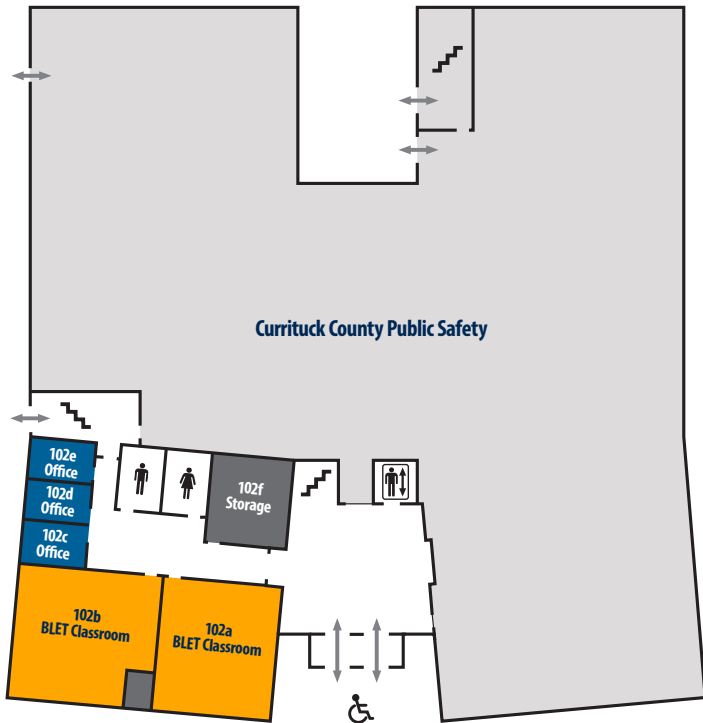 Currituck County Public Safety
102e
Office
102d
Office
102c
Office
102f
Storage
102b
BLET Classroom
102a
BLET Classroom